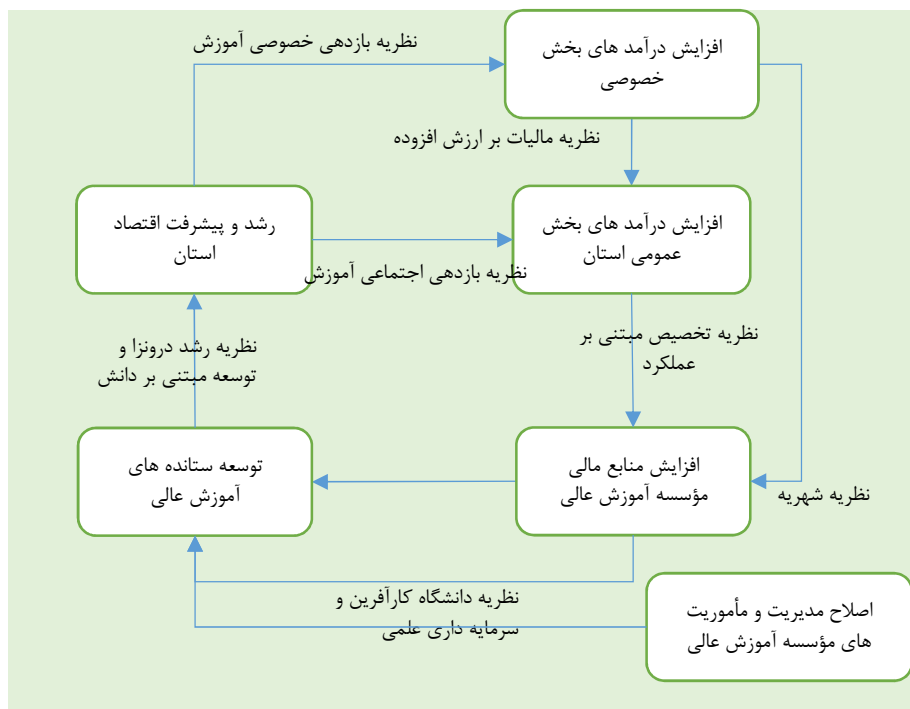 نظریه بازدهی خصوصی آموزش
افزایش درآمد های بخش
خصوصی
نظریه مالیات بر ارزش افزوده
رشد و پیشرفت اقتصاد
استان
افزایش درآمد های بخش
عمومی استان
نظریه بازدهی اجتماعی آموزش
نظریه رشد درونزا و
توسعه مبتنی بر دانش
نظریه تخصیص مبتنی بر
عملکرد
توسعه ستانده های
آموزش عالی
افزایش منابع مالی
مؤسسه آموزش عالی
نظریه شهریه
نظریه دانشگاه کارآفرین و
سرمایه داری علمی
اصلاح مدیریت و مأموریت
های مؤسسه آموزش عالی